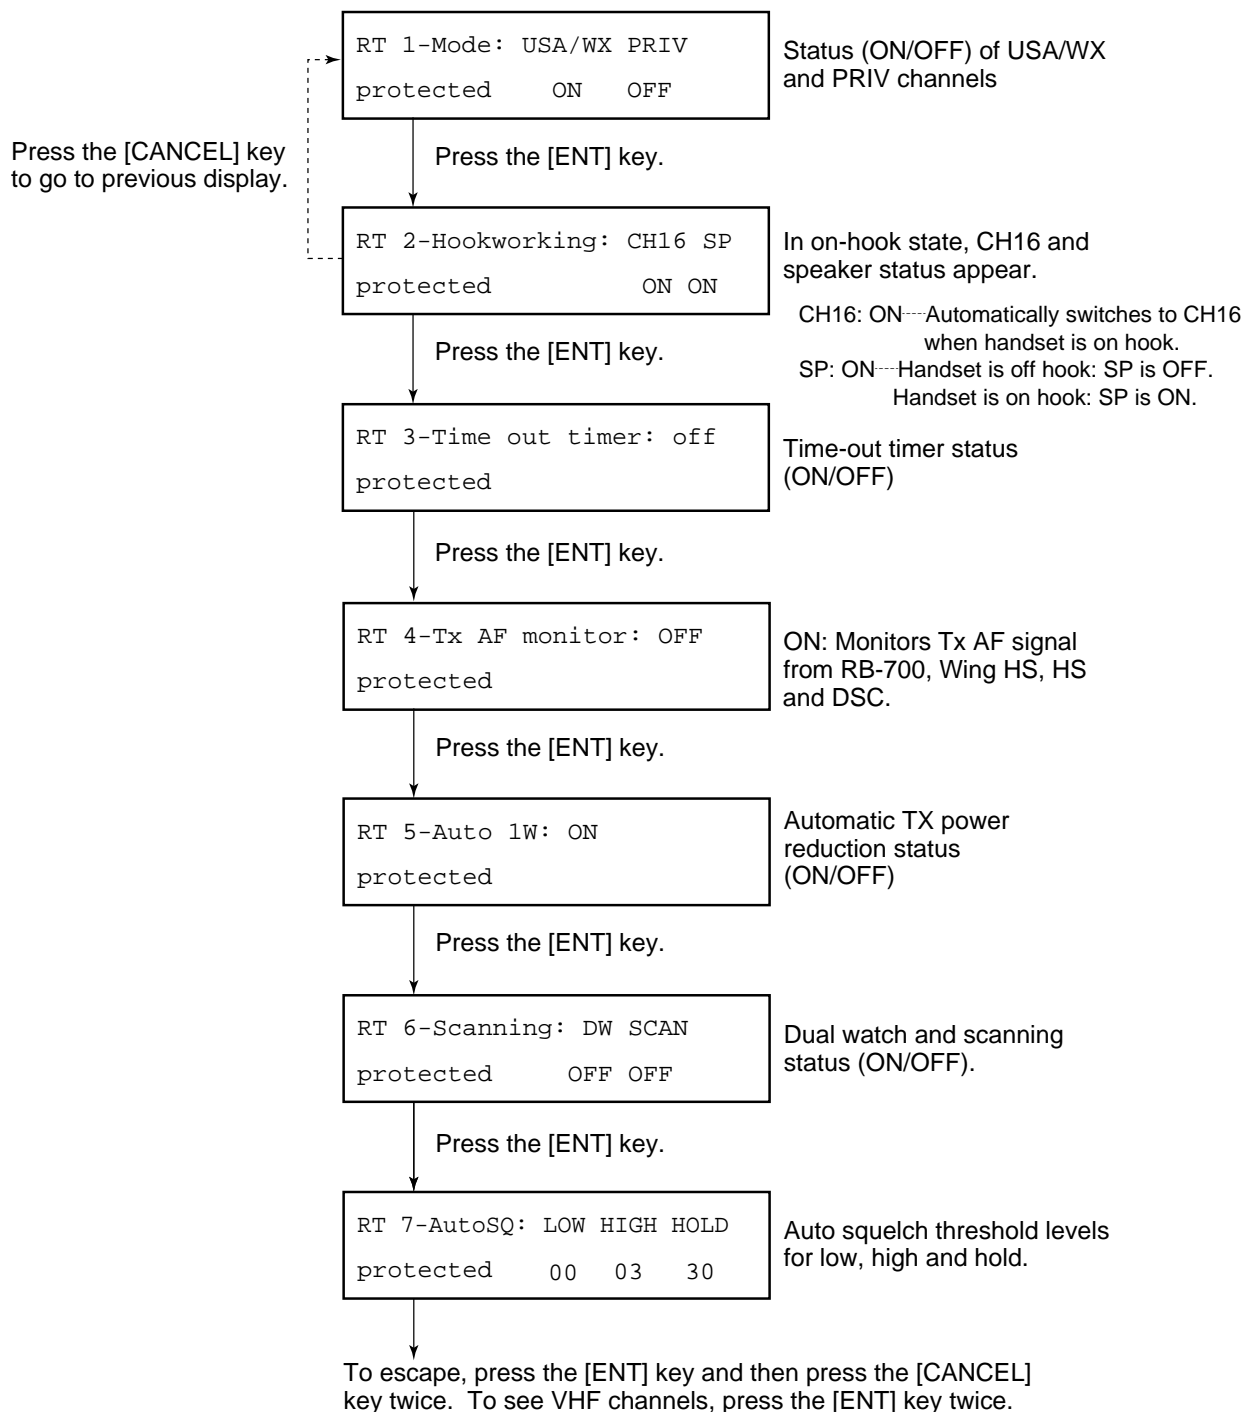 RT 1-Mode: USA/WX PRIV
protected ON OFF
Status (ON/OFF) of USA/WX
and PRIV channels
Press the [CANCEL] key
to go to previous display.
Press the [ENT] key.
RT 2-Hookworking: CH16 SP
protected ON ON
In on-hook state, CH16 and
speaker status appear.
CH16: ON----Automatically switches to CH16
when handset is on hook.
SP: ON----Handset is off hook: SP is OFF.
Handset is on hook: SP is ON.
Press the [ENT] key.
RT 3-Time out timer: off
protected
Time-out timer status
(ON/OFF)
Press the [ENT] key.
RT 4-Tx AF monitor: OFF
protected
ON: Monitors Tx AF signal
from RB-700, Wing HS, HS
and DSC.
Press the [ENT] key.
RT 5-Auto 1W: ON
protected
Automatic TX power
reduction status
(ON/OFF)
Press the [ENT] key.
RT 6-Scanning: DW SCAN
protected OFF OFF
Dual watch and scanning
status (ON/OFF).
Press the [ENT] key.
RT 7-AutoSQ: LOW HIGH HOLD
protected 00 03 30
Auto squelch threshold levels
for low, high and hold.
To escape, press the [ENT] key and then press the [CANCEL]
key twice. To see VHF channels, press the [ENT] key twice.